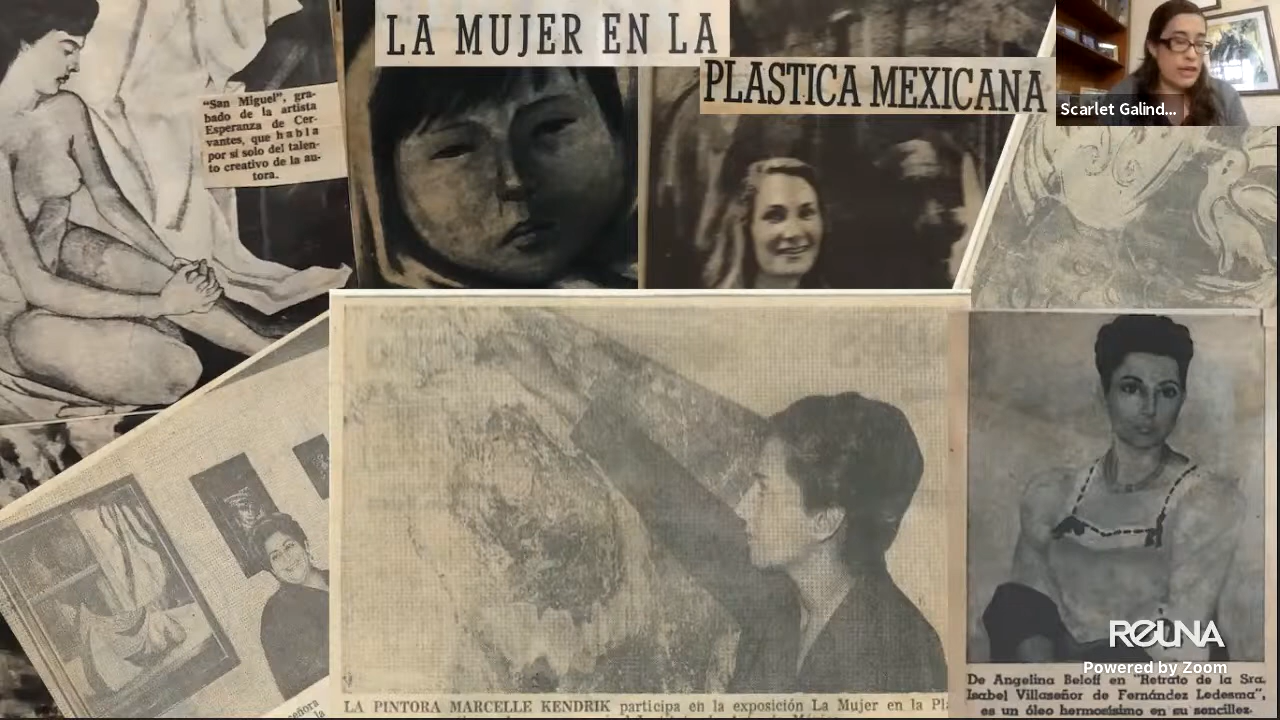 LA MUJER EN LA
PLASTICA MEXICANA
Scarlet Galind...
"San Miguel", gra-
bado de la artista
Esperanza de Cer-
vantes, que habla
por sí solo del talen-
to creativo de la au-
tora.
REUNA
Powered by Zoom
De Angelina Beloff en "Retrato de la Sra.
Isabel Villaseñor de Fernández Ledesma",
es un óleo hermosísimo en su sencillez.
LA PINTORA MARCELLE KENDRIK participa en la exposición La Mujer en la Pl
señora
la